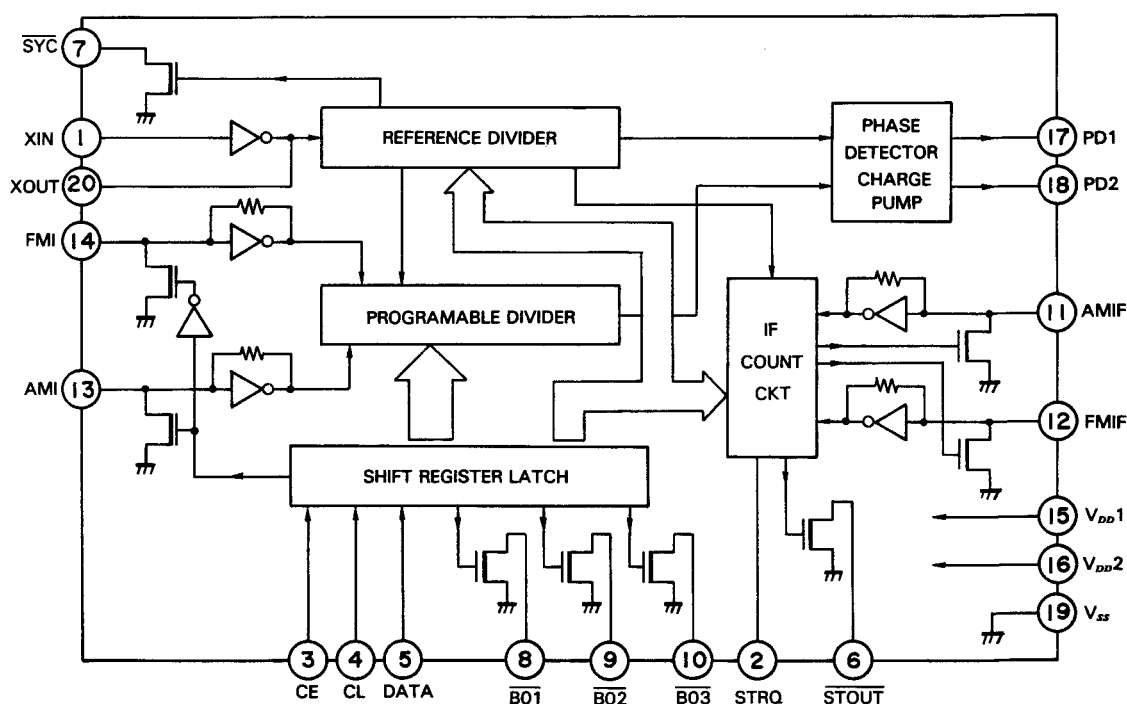 SYC
7
XIN
1
XOUT
20
FMI
14
AMI
13
REFERENCE DIVIDER
PROGRAMABLE DIVIDER
SHIFT REGISTER LATCH
PHASE
DETECTOR
CHARGE
PUMP
IF
COUNT
CKT
17 PD1
18 PD2
11 AMIF
12 FMIF
15 VDD1
16 VDD2
19 VSS
3
CE
4
CL
5
DATA
8
BO1
9
BO2
10
BO3
2
STRQ
6
STOUT